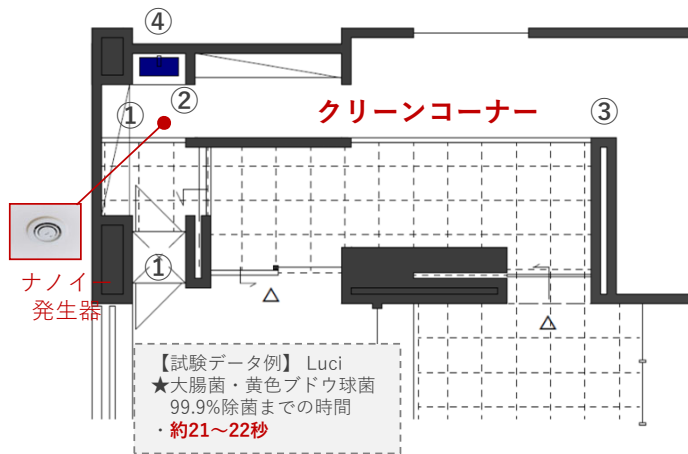 ④
②
①
クリーンコーナー
③
ナノイー
発生器
①
【試験データ例】 Luci
★大腸菌・黄色ブドウ球菌
99.9%除菌までの時間
・約21～22秒